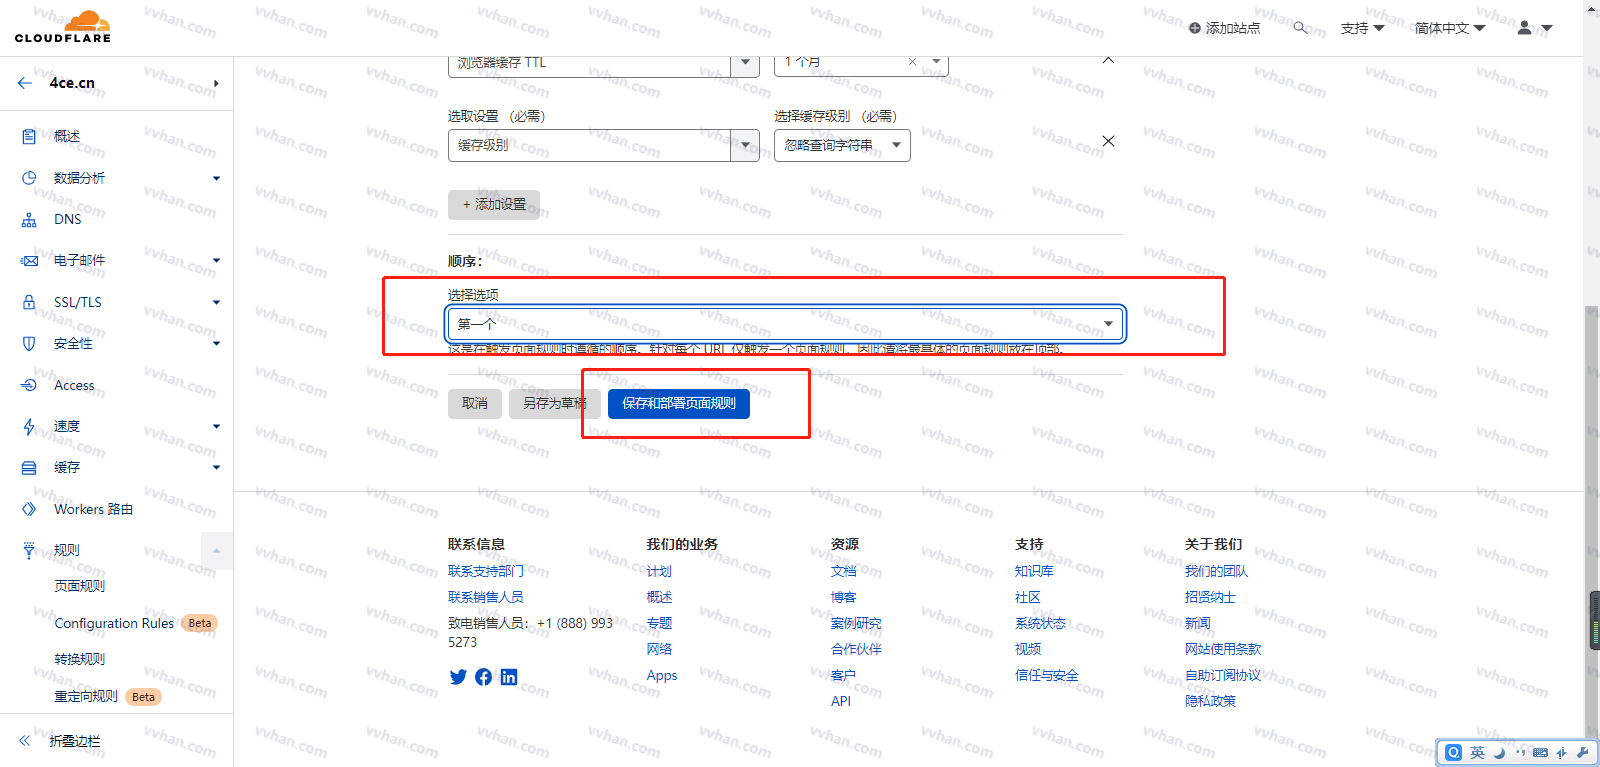 CLOUDFLARE
添加站点
支持
简体中文
4ce.cn
概述
数据分析
DNS
电子邮件
SSL/TLS
安全性
Access
速度
缓存
Workers 路由
规则
页面规则
Configuration Rules Beta
转换规则
重定向规则 Beta
折叠边栏
浏览器缓存 TTL
1 个月
选取设置 (必需)
选择缓存级别 (必需)
缓存级别
忽略查询字符串
+ 添加设置
顺序:
选择选项
第一个
这是在触发页面规则时遵循的顺序。针对每个 URL 仅触发一个页面规则，因此请将最具体的页面规则放在顶部。
取消
另存为草稿
保存和部署页面规则
联系信息
联系支持部门
联系销售人员
致电销售人员: +1 (888) 993
5273
我们的业务
计划
概述
专题
网络
Apps
资源
文档
博客
案例研究
合作伙伴
客户
API
支持
知识库
社区
系统状态
视频
信任与安全
关于我们
我们的团队
招贤纳士
新闻
网站使用条款
自助订阅协议
隐私政策
英
vvhan.com